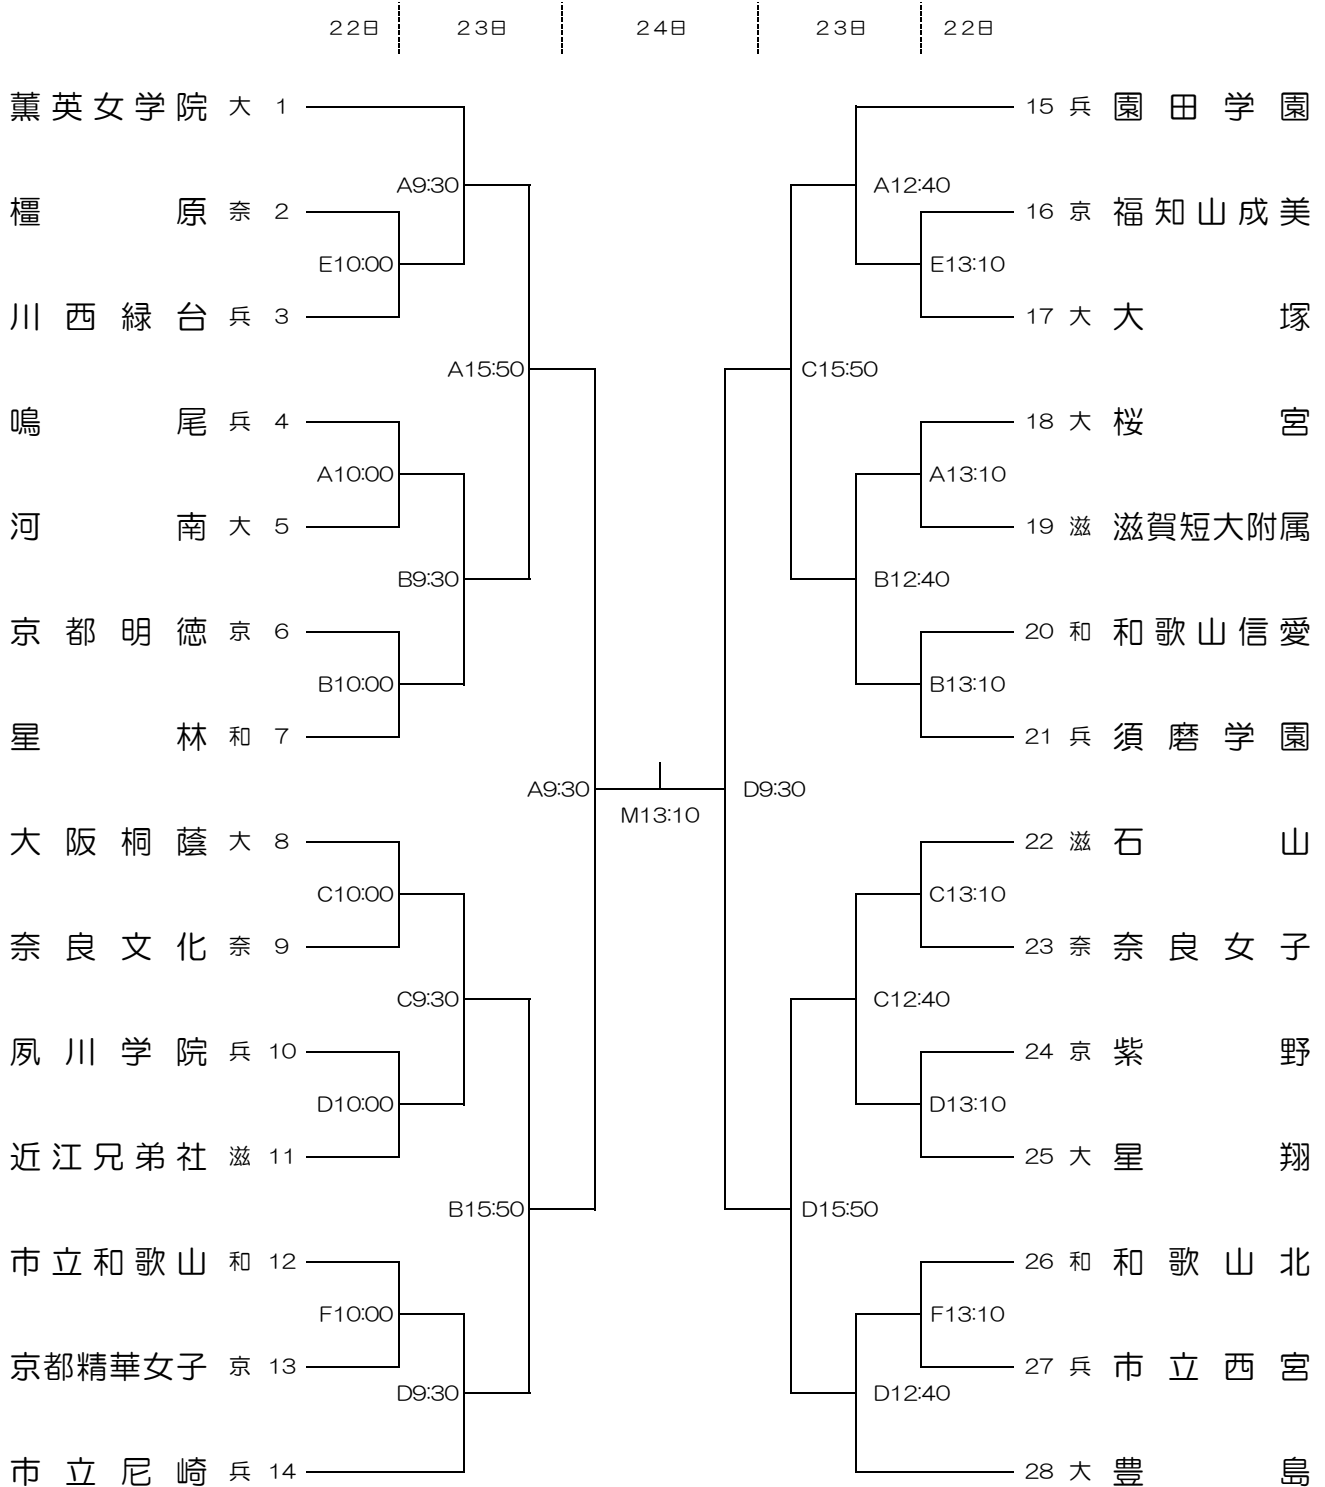 22日 23日 24日 23日 22日
薫英女学院 大 1 15 兵 園田学園
A9:30 A12:40
橿原 奈 2 16 京 福知山成美
E10:00 E13:10
川西緑台 兵 3 17 大 大塚
A15:50 C15:50
鳴尾 兵 4 18 大 桜宮
A10:00 A13:10
河南 大 5 19 滋 滋賀短大附属
B9:30 B12:40
京都明徳 京 6 20 和 和歌山信愛
B10:00 B13:10
星林 和 7 21 兵 須磨学園
A9:30 D9:30
M13:10
大阪桐蔭 大 8 22 滋 石山
C10:00 C13:10
奈良文化 奈 9 23 奈 奈良女子
C9:30 C12:40
夙川学院 兵 10 24 京 紫野
D10:00 D13:10
近江兄弟社 滋 11 25 大 星翔
B15:50 D15:50
市立和歌山 和 12 26 和 和歌山北
F10:00 F13:10
京都精華女子 京 13 27 兵 市立西宮
D9:30 D12:40
市立尼崎 兵 14 28 大 豊島